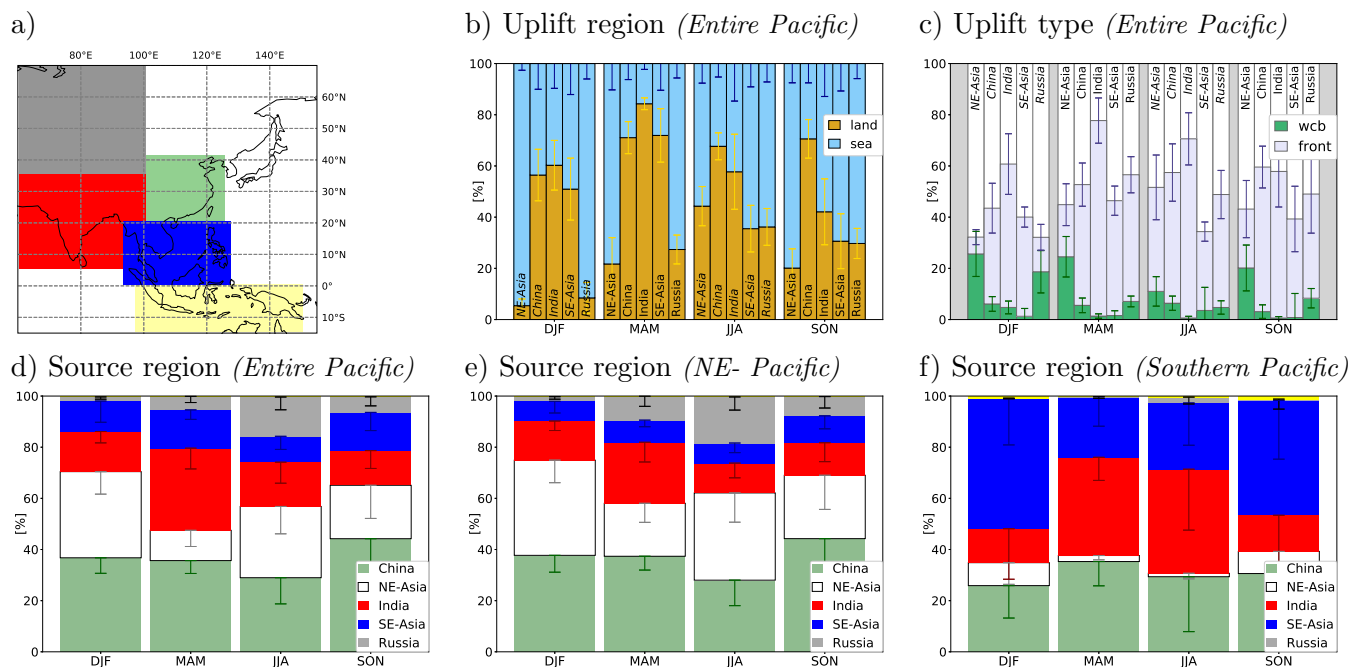 a)
80°E 100°E 120°E 140°E
60°N
50°N
40°N
30°N
20°N
10°N
0°
10°S
b) Uplift region (Entire Pacific)
100
80
60
40
20
0
[%]
land
sea
NE-Asia China India SE-Asia Russia
NE-Asia China India SE-Asia Russia
NE-Asia China India SE-Asia Russia
NE-Asia China India SE-Asia Russia
DJF MAM JJA SON
c) Uplift type (Entire Pacific)
100
80
60
40
20
0
[%]
NE-Asia China India SE-Asia Russia
NE-Asia China India SE-Asia Russia
NE-Asia China India SE-Asia Russia
NE-Asia China India SE-Asia Russia
wcb
front
DJF MAM JJA SON
d) Source region (Entire Pacific)
100
80
60
40
20
0
[%]
China
NE-Asia
India
SE-Asia
Russia
DJF MAM JJA SON
e) Source region (NE- Pacific)
100
80
60
40
20
0
[%]
China
NE-Asia
India
SE-Asia
Russia
DJF MAM JJA SON
f) Source region (Southern Pacific)
100
80
60
40
20
0
[%]
China
NE-Asia
India
SE-Asia
Russia
DJF MAM JJA SON